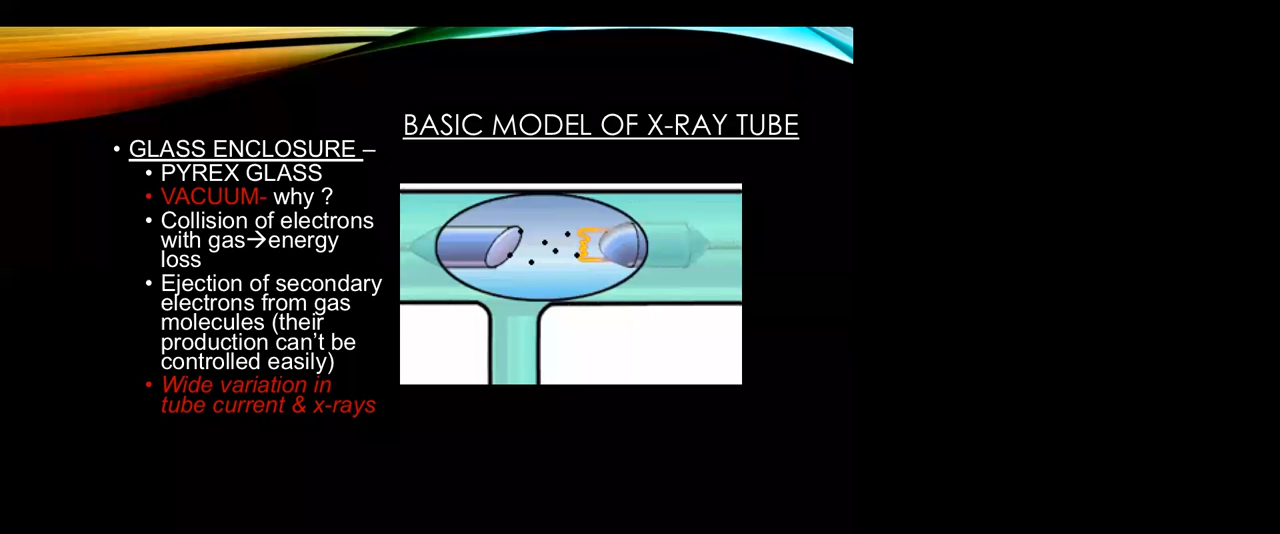 BASIC MODEL OF X-RAY TUBE
• GLASS ENCLOSURE –
• PYREX GLASS
• VACUUM- why ?
• Collision of electrons
with gas→energy
loss
• Ejection of secondary
electrons from gas
molecules (their
production can't be
controlled easily)
• Wide variation in
tube current & x-rays